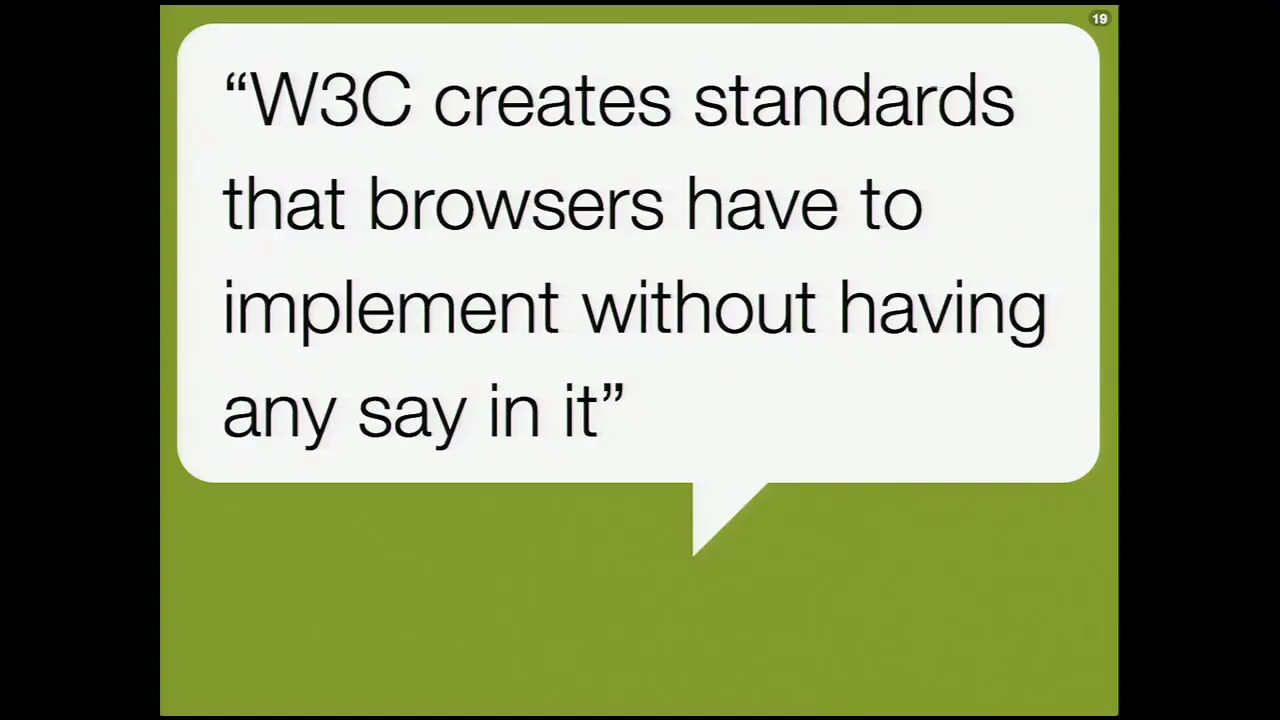 19
“W3C creates standards
that browsers have to
implement without having
any say in it”